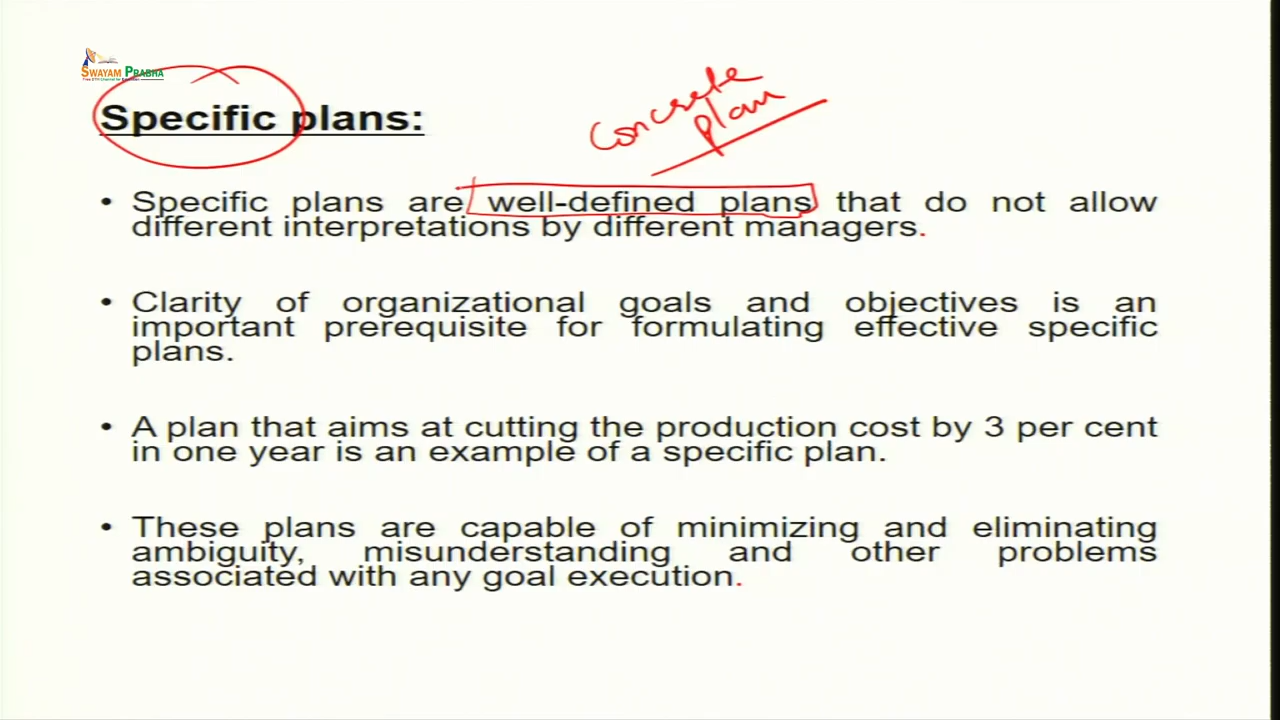 SWAYAM PRABHA
Specific plans:
concrete
plan
• Specific plans are well-defined plans that do not allow
different interpretations by different managers.
• Clarity of organizational goals and objectives is an
important prerequisite for formulating effective specific
plans.
• A plan that aims at cutting the production cost by 3 per cent
in one year is an example of a specific plan.
• These plans are capable of minimizing and eliminating
ambiguity, misunderstanding and other problems
associated with any goal execution.